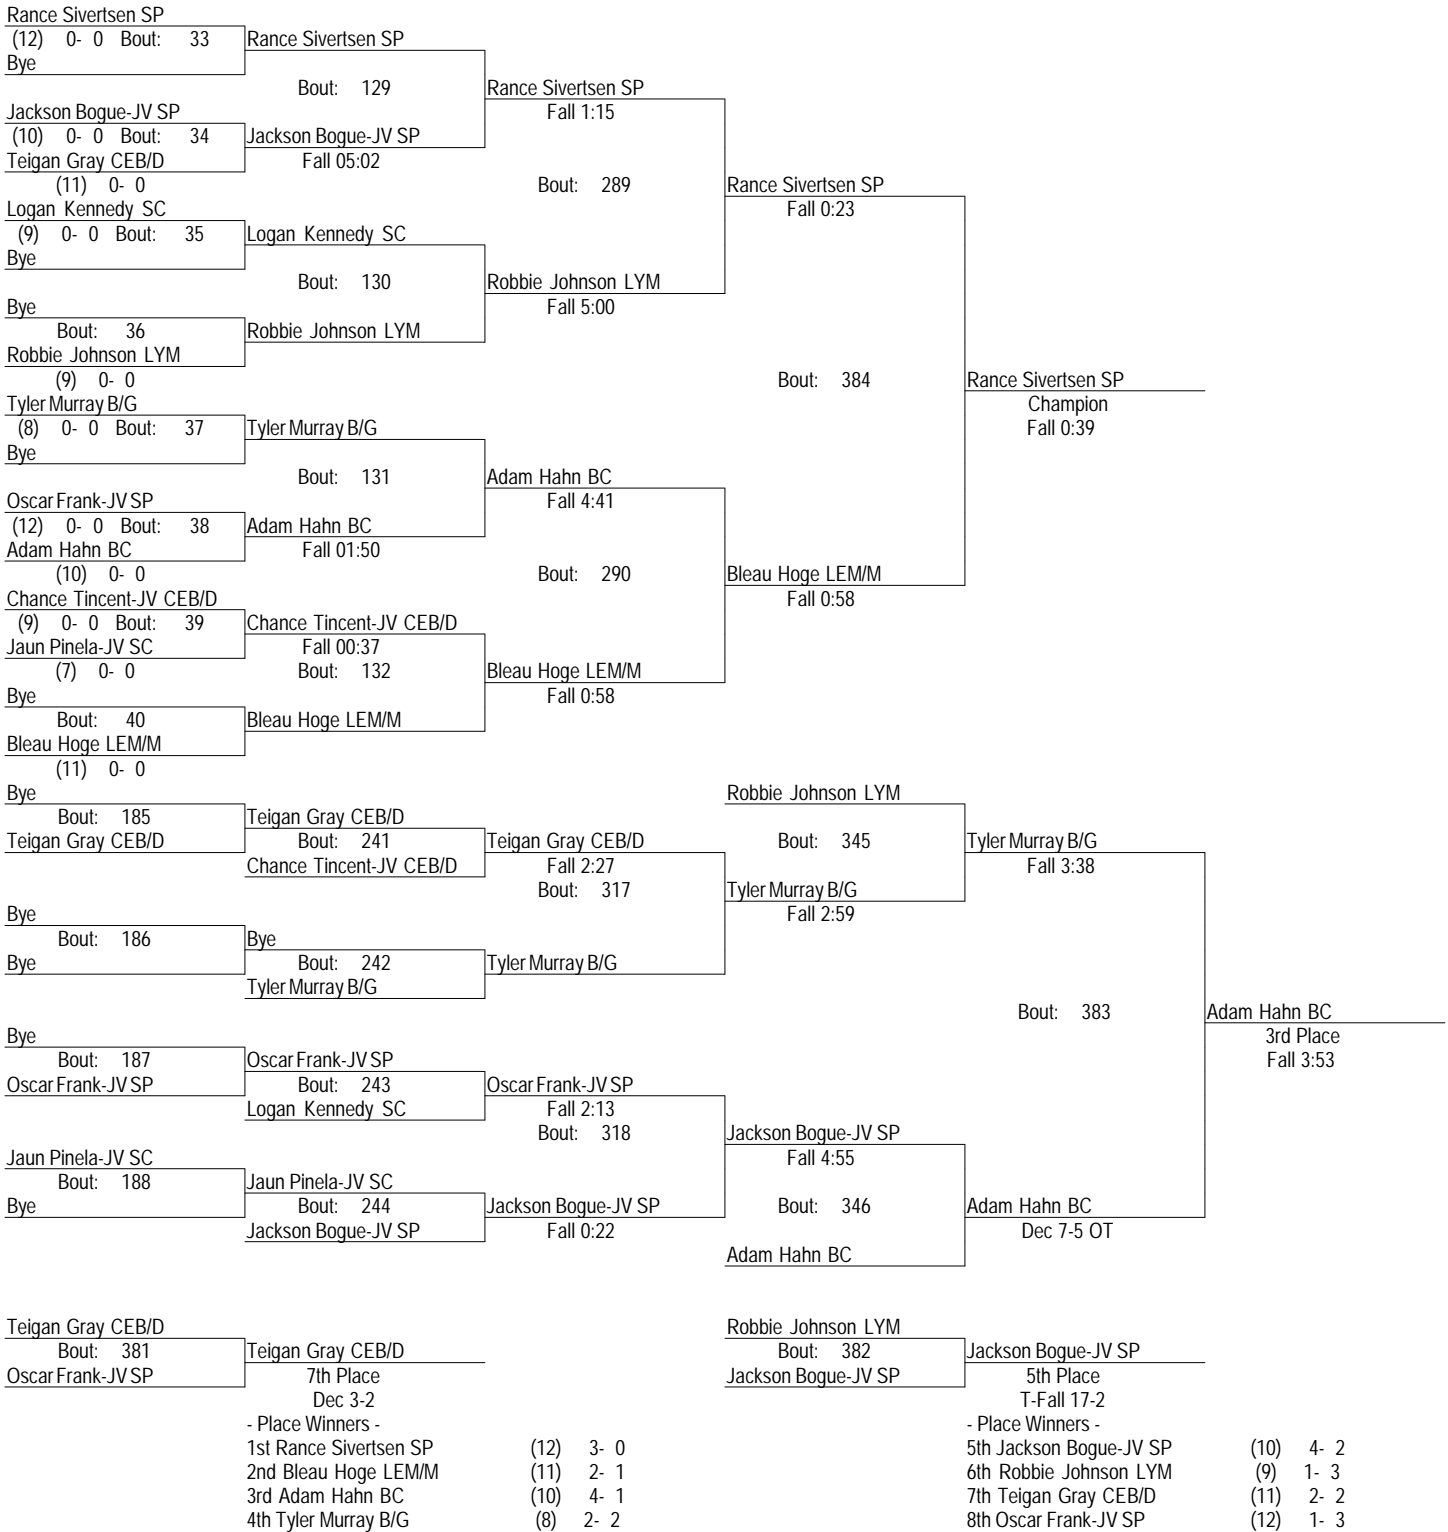 Rance Sivertsen SP
(12) 0- 0 Bout: 33 Rance Sivertsen SP
Bye
Bout: 129 Rance Sivertsen SP
Jackson Bogue-JV SP Fall 1:15
(10) 0- 0 Bout: 34 Jackson Bogue-JV SP
Teigan Gray CEB/D Fall 05:02
(11) 0- 0 Bout: 289 Rance Sivertsen SP
Logan Kennedy SC Fall 0:23
(9) 0- 0 Bout: 35 Logan Kennedy SC
Bye
Bout: 130 Robbie Johnson LYM
Bye Fall 5:00
Bout: 36 Robbie Johnson LYM
Robbie Johnson LYM
(9) 0- 0 Bout: 384 Rance Sivertsen SP
Tyler Murray B/G Champion
(8) 0- 0 Bout: 37 Tyler Murray B/G Fall 0:39
Bye
Bout: 131 Adam Hahn BC
Oscar Frank-JV SP Fall 4:41
(12) 0- 0 Bout: 38 Adam Hahn BC
Adam Hahn BC Fall 01:50
(10) 0- 0 Bout: 290 Bleau Hoge LEM/M
Chance Tincent-JV CEB/D Fall 0:58
(9) 0- 0 Bout: 39 Chance Tincent-JV CEB/D
Jaun Pinela-JV SC Fall 00:37
(7) 0- 0 Bout: 132 Bleau Hoge LEM/M
Bye Fall 0:58
Bout: 40 Bleau Hoge LEM/M
Bleau Hoge LEM/M
(11) 0- 0
Bye Robbie Johnson LYM
Bout: 185 Teigan Gray CEB/D
Teigan Gray CEB/D Bout: 241 Teigan Gray CEB/D Bout: 345 Tyler Murray B/G
Chance Tincent-JV CEB/D Fall 2:27 Fall 3:38
Bout: 317 Tyler Murray B/G
Bye Fall 2:59
Bout: 186 Bye
Bye Bout: 242 Tyler Murray B/G
Tyler Murray B/G
Bout: 383 Adam Hahn BC
Bye 3rd Place
Bout: 187 Oscar Frank-JV SP Fall 3:53
Oscar Frank-JV SP Bout: 243 Oscar Frank-JV SP
Logan Kennedy SC Fall 2:13
Bout: 318 Jackson Bogue-JV SP
Jaun Pinela-JV SC Fall 4:55
Bout: 188 Jaun Pinela-JV SC
Bye Bout: 244 Jackson Bogue-JV SP Bout: 346 Adam Hahn BC
Jackson Bogue-JV SP Fall 0:22 Dec 7-5 OT
Adam Hahn BC
Teigan Gray CEB/D Robbie Johnson LYM
Bout: 381 Teigan Gray CEB/D Bout: 382 Jackson Bogue-JV SP
Oscar Frank-JV SP 7th Place Jackson Bogue-JV SP 5th Place
Dec 3-2 T-Fall 17-2
- Place Winners - - Place Winners -
1st Rance Sivertsen SP (12) 3- 0 5th Jackson Bogue-JV SP (10) 4- 2
2nd Bleau Hoge LEM/M (11) 2- 1 6th Robbie Johnson LYM (9) 1- 3
3rd Adam Hahn BC (10) 4- 1 7th Teigan Gray CEB/D (11) 2- 2
4th Tyler Murray B/G (8) 2- 2 8th Oscar Frank-JV SP (12) 1- 3